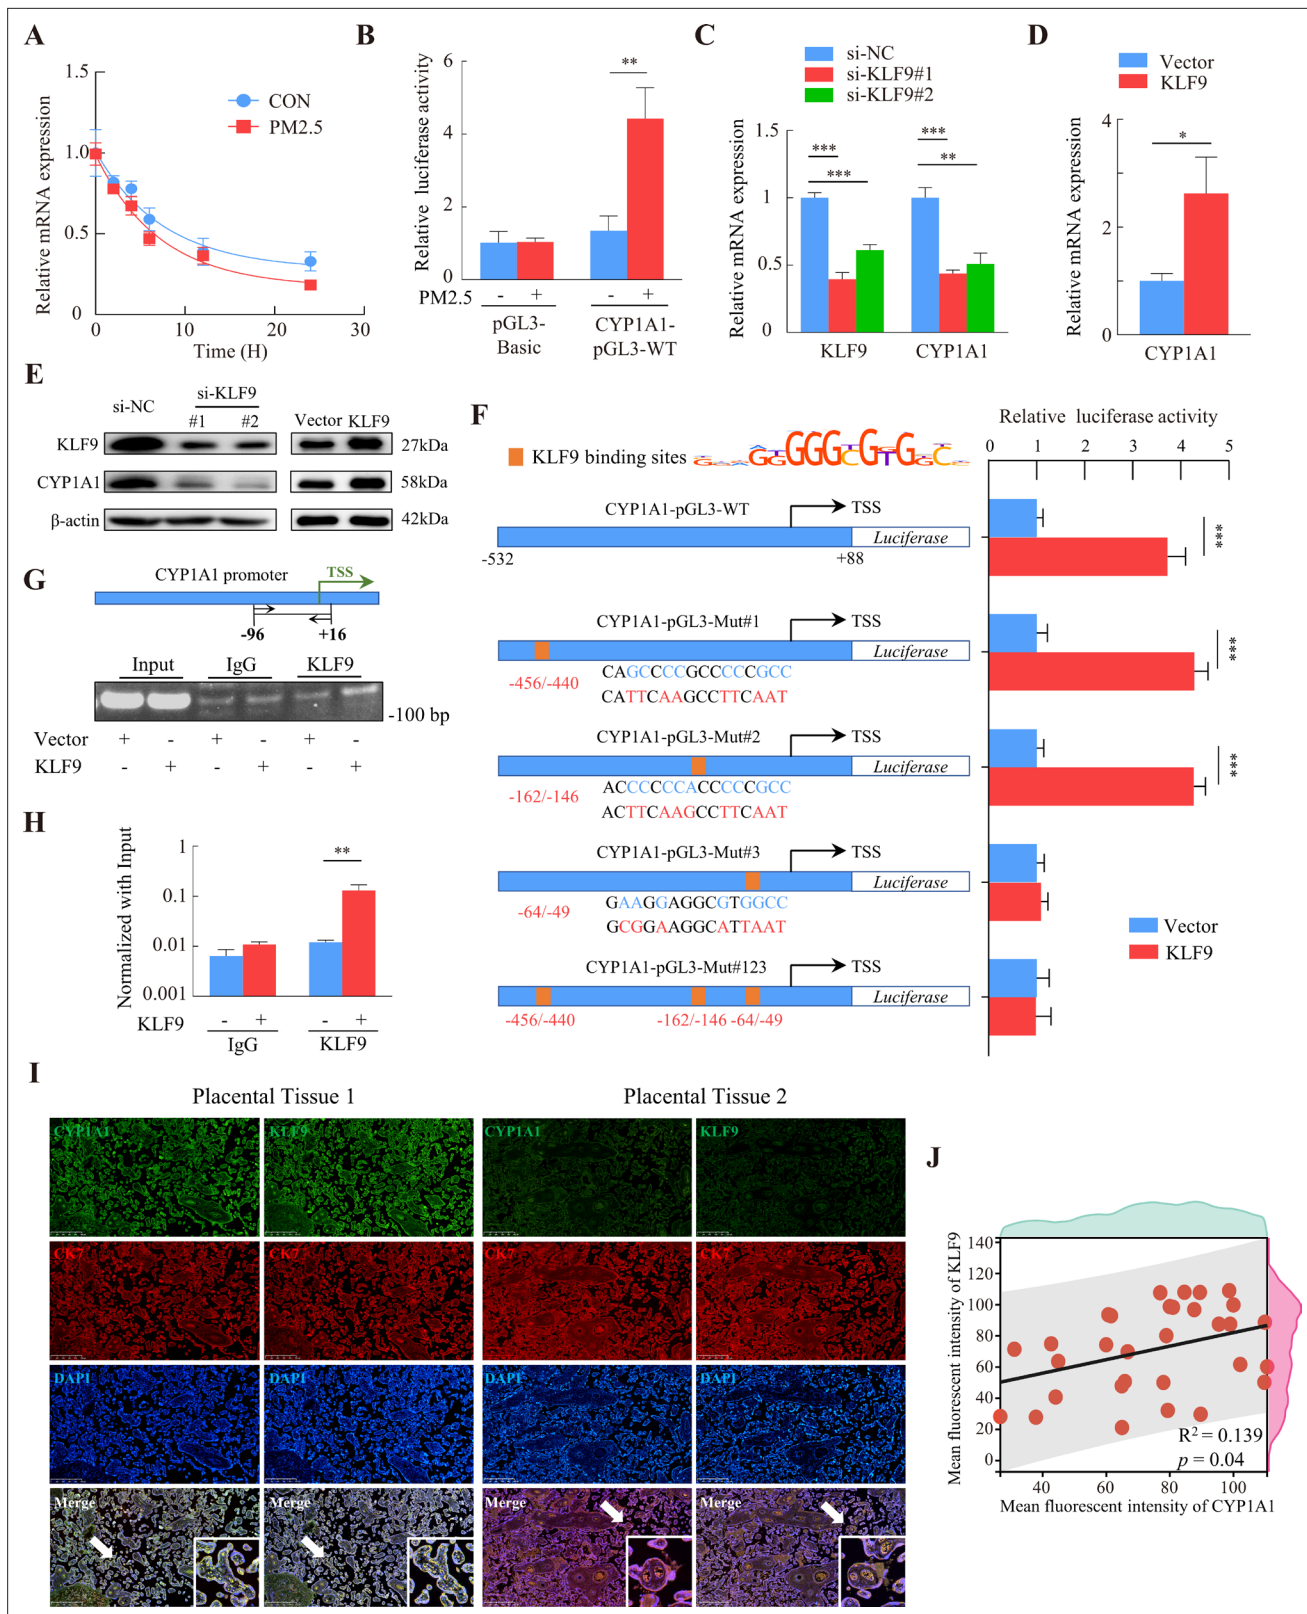 A
Relative mRNA expression
1.5
1.0
0.5
0
0
10
20
30
Time (H)
CON
PM2.5
B
Relative luciferase activity
6
4
2
0
**
PM2.5 - + - +
pGL3-
Basic
CYP1A1-
pGL3-WT
C
si-NC
si-KLF9#1
si-KLF9#2
Relative mRNA expression
1.5
1
0.5
0
***
***
***
**
KLF9
CYP1A1
D
Vector
KLF9
Relative mRNA expression
4
2
0
*
CYP1A1
E
si-NC
si-KLF9
#1 #2
Vector KLF9
KLF9 27kDa
CYP1A1 58kDa
β-actin 42kDa
F
KLF9 binding sites
GGGCGTG
Relative luciferase activity
0 1 2 3 4 5
CYP1A1-pGL3-WT
TSS
Luciferase
-532
+88
***
CYP1A1-pGL3-Mut#1
TSS
Luciferase
-456/-440
CAGCCCCGCCCCCGCC
CATTCAAGCCTTCAAT
***
CYP1A1-pGL3-Mut#2
TSS
Luciferase
-162/-146
ACCCCCCACCCCCGCC
ACTTCAAGCCTTCAAT
***
CYP1A1-pGL3-Mut#3
TSS
Luciferase
-64/-49
GAAGGAGGCGTGGCC
GCGGAAGGCATTAAT
CYP1A1-pGL3-Mut#123
TSS
Luciferase
-456/-440
-162/-146 -64/-49
Vector
KLF9
G
CYP1A1 promoter
TSS
-96
+16
Input IgG KLF9
-100 bp
Vector + - + - + -
KLF9 - + - + - +
H
Normalized with Input
1
0.1
0.01
0.001
**
KLF9 - + - +
IgG
KLF9
I
Placental Tissue 1
Placental Tissue 2
CYP1A1 KLF9 CYP1A1 KLF9
CK7 CK7 CK7 CK7
DAPI DAPI DAPI DAPI
Merge Merge Merge Merge
J
Mean fluorescent intensity of KLF9
140
120
100
80
60
40
20
0
R² = 0.139
p = 0.04
40 60 80 100
Mean fluorescent intensity of CYP1A1